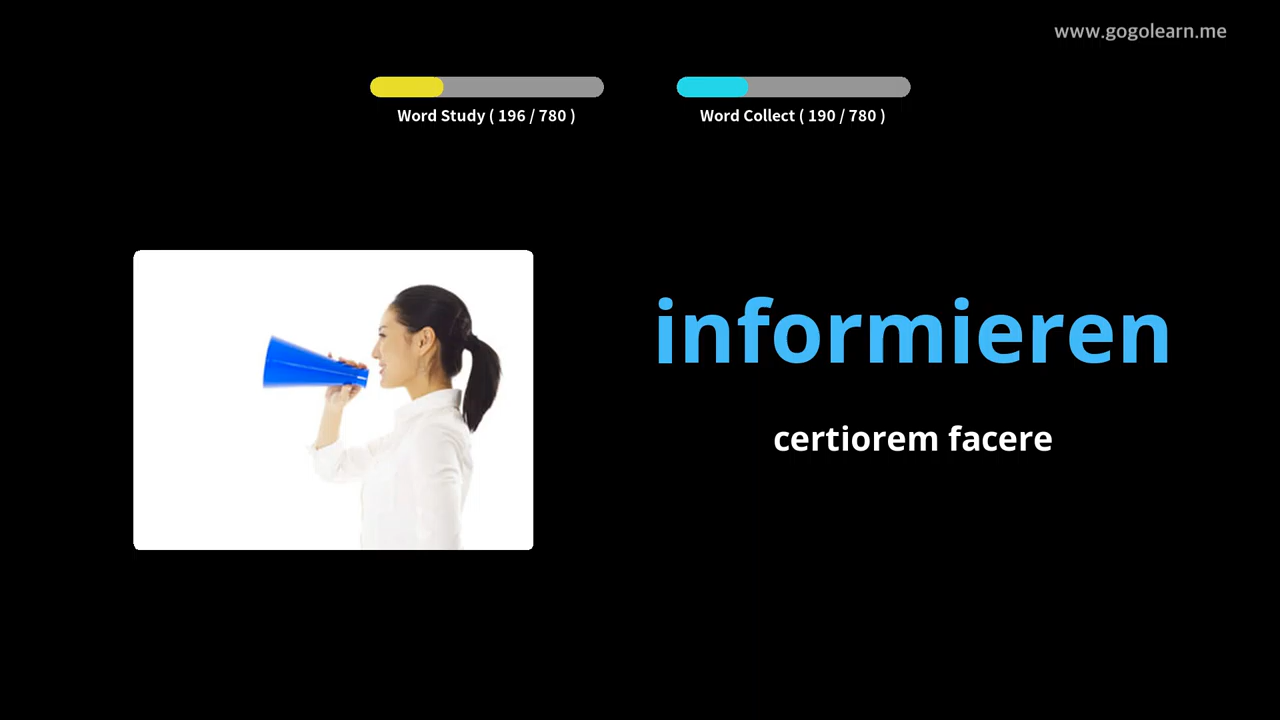 www.gogolearn.me
Word Study ( 196 / 780 )
Word Collect ( 190 / 780 )
informieren
certiorem facere